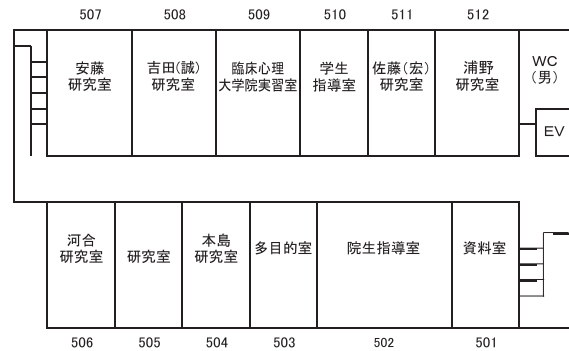 507 508 509 510 511 512
安藤
研究室
吉田(誠)
研究室
臨床心理
大学院実習室
学生
指導室
佐藤(宏)
研究室
浦野
研究室
WC
(男)
EV
河合
研究室
研究室
本島
研究室
多目的室
院生指導室
資料室
506 505 504 503 502 501